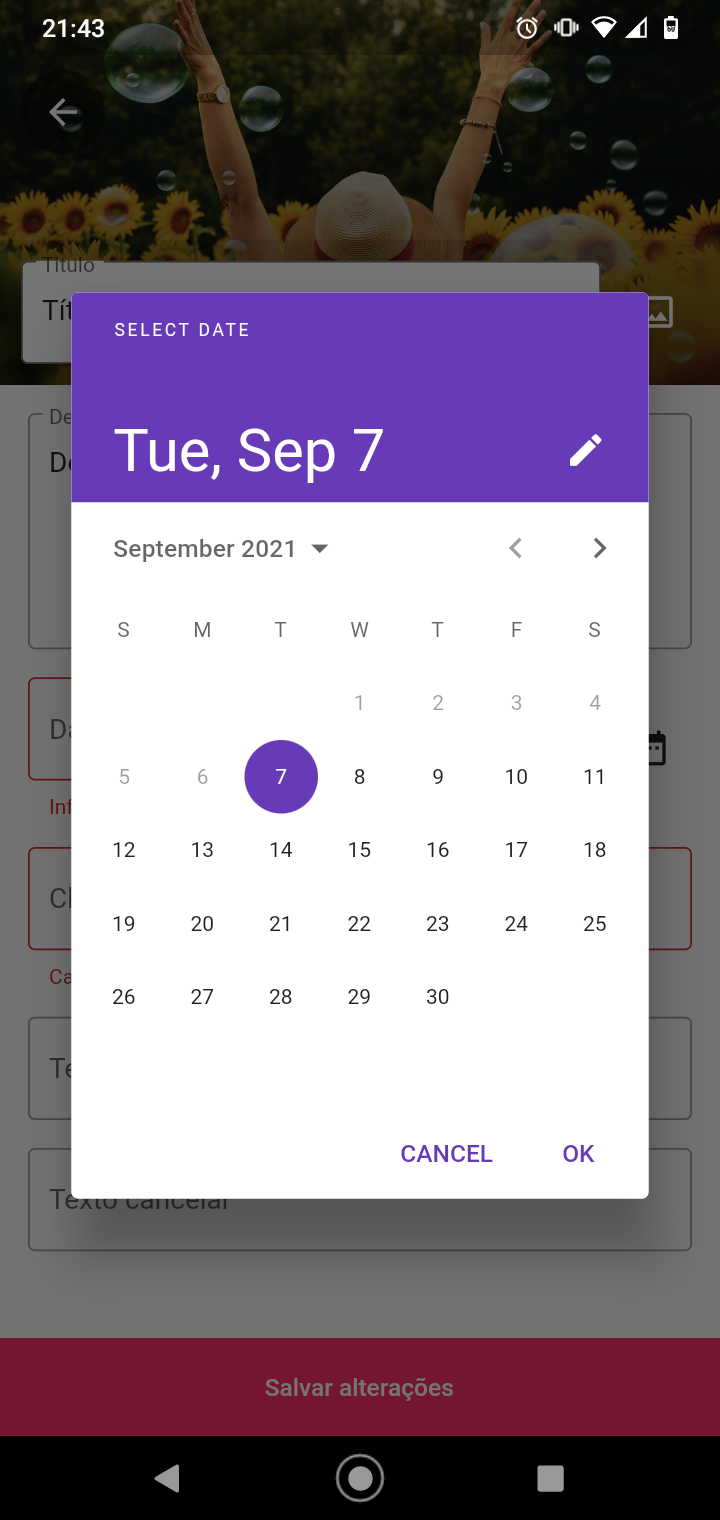 21:43
Título
SELECT DATE
Tue, Sep 7
September 2021
S M T W T F S
1 2 3 4
5 6 7 8 9 10 11
12 13 14 15 16 17 18
19 20 21 22 23 24 25
26 27 28 29 30
CANCEL OK
Texto cancelar
Salvar alterações